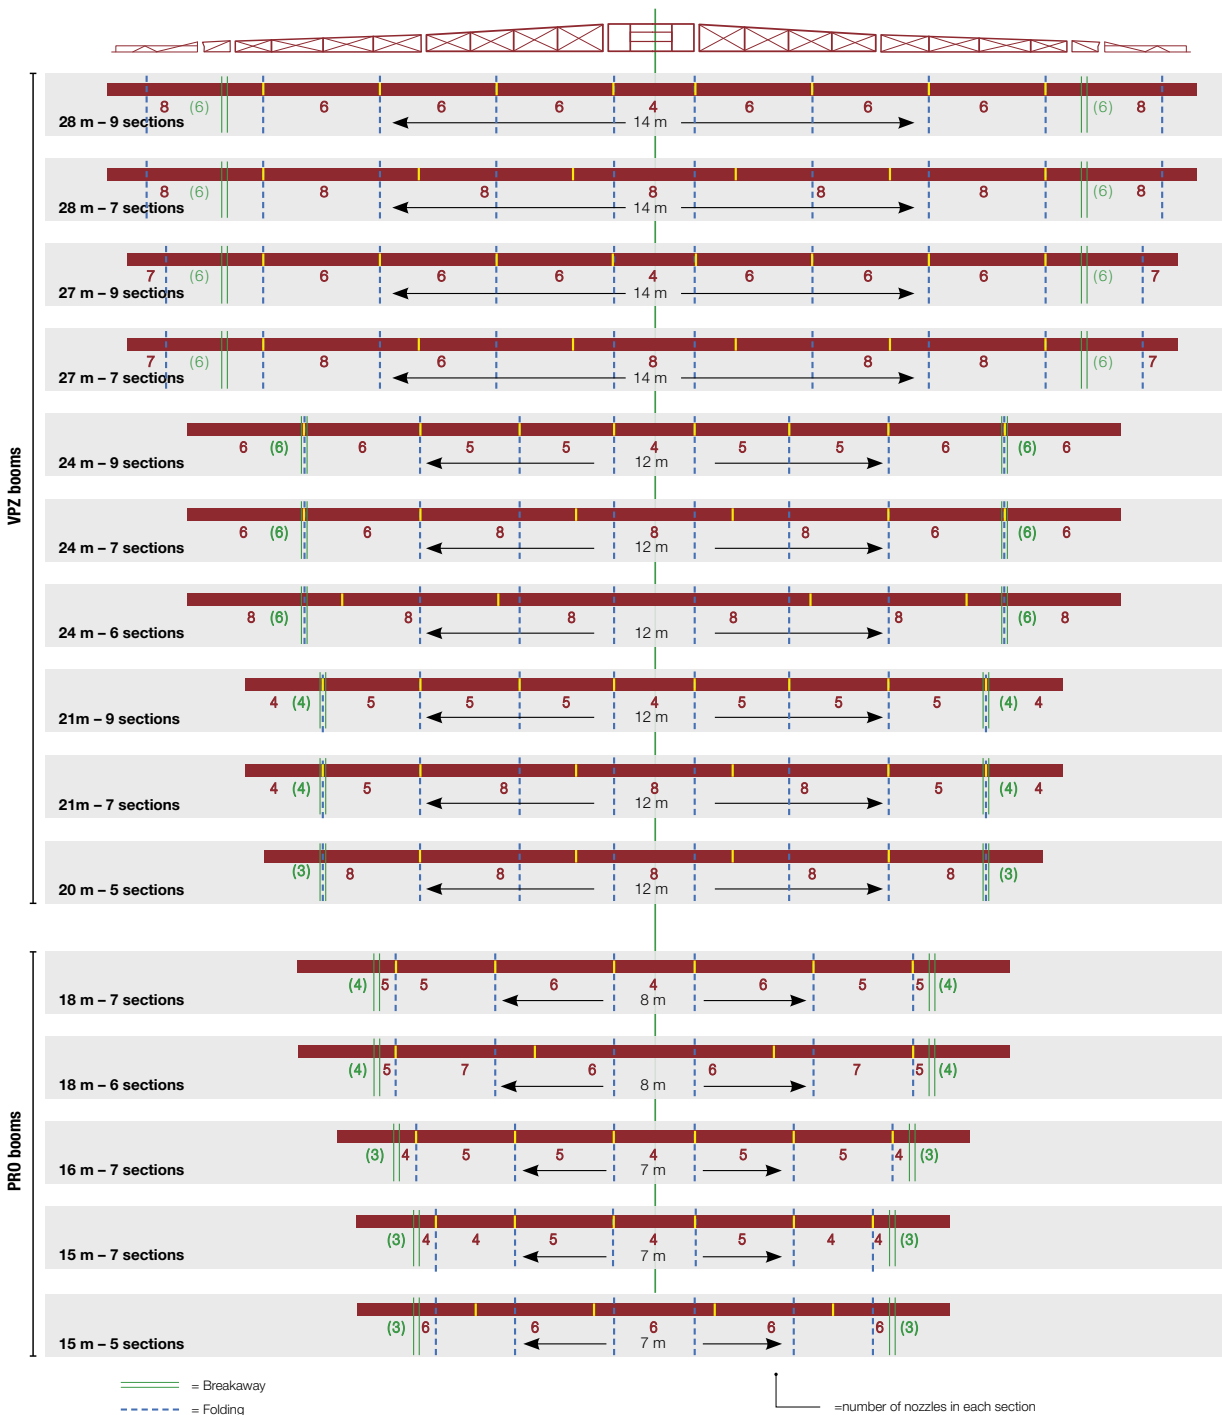 VPZ booms
8 (6) 6 6 6 4 6 6 6 (6) 8
28 m – 9 sections 14 m
8 (6) 8 8 8 8 8 (6) 8
28 m – 7 sections 14 m
7 (6) 6 6 6 4 6 6 6 (6) 7
27 m – 9 sections 14 m
7 (6) 8 6 8 8 8 (6) 7
27 m – 7 sections 14 m
6 (6) 6 5 5 4 5 5 6 (6) 6
24 m – 9 sections 12 m
6 (6) 6 8 8 8 6 (6) 6
24 m – 7 sections 12 m
8 (6) 8 8 8 8 (6) 8
24 m – 6 sections 12 m
4 (4) 5 5 5 4 5 5 5 (4) 4
21m – 9 sections 12 m
4 (4) 5 8 8 8 5 (4) 4
21m – 7 sections 12 m
(3) 8 8 8 8 8 (3)
20 m – 5 sections 12 m
PRO booms
(4) 5 5 6 4 6 5 5 (4)
18 m – 7 sections 8 m
(4) 5 7 6 6 7 5 (4)
18 m – 6 sections 8 m
(3) 4 5 5 4 5 5 4 (3)
16 m – 7 sections 7 m
(3) 4 4 5 4 5 4 4 (3)
15 m – 7 sections 7 m
(3) 6 6 6 6 6 (3)
15 m – 5 sections 7 m
= Breakaway
= Folding
=number of nozzles in each section